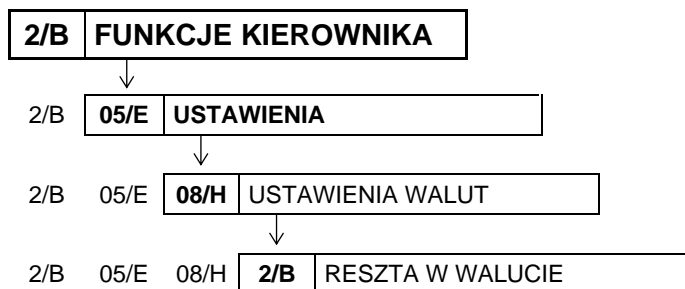 2/B FUNKCJE KIEROWNIKA
2/B 05/E USTAWIENIA
2/B 05/E 08/H USTAWIENIA WALUT
2/B 05/E 08/H 2/B RESZTA W WALUCIE